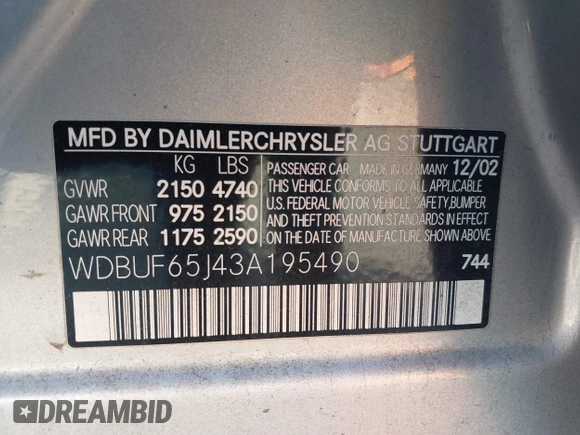 MFD BY DAIMLERCHRYSLER AG STUTTGART
KG LBS PASSENGER CAR MADE IN GERMANY 12/02
GVWR 2150 4740 THIS VEHICLE CONFORMS TO ALL APPLICABLE
GAWR FRONT 975 2150 U.S. FEDERAL MOTOR VEHICLE SAFETY, BUMPER
GAWR REAR 1175 2590 AND THEFT PREVENTION STANDARDS IN EFFECT
ON THE DATE OF MANUFACTURE SHOWN ABOVE.
WDBUF65J43A195490 744
DREAMBID